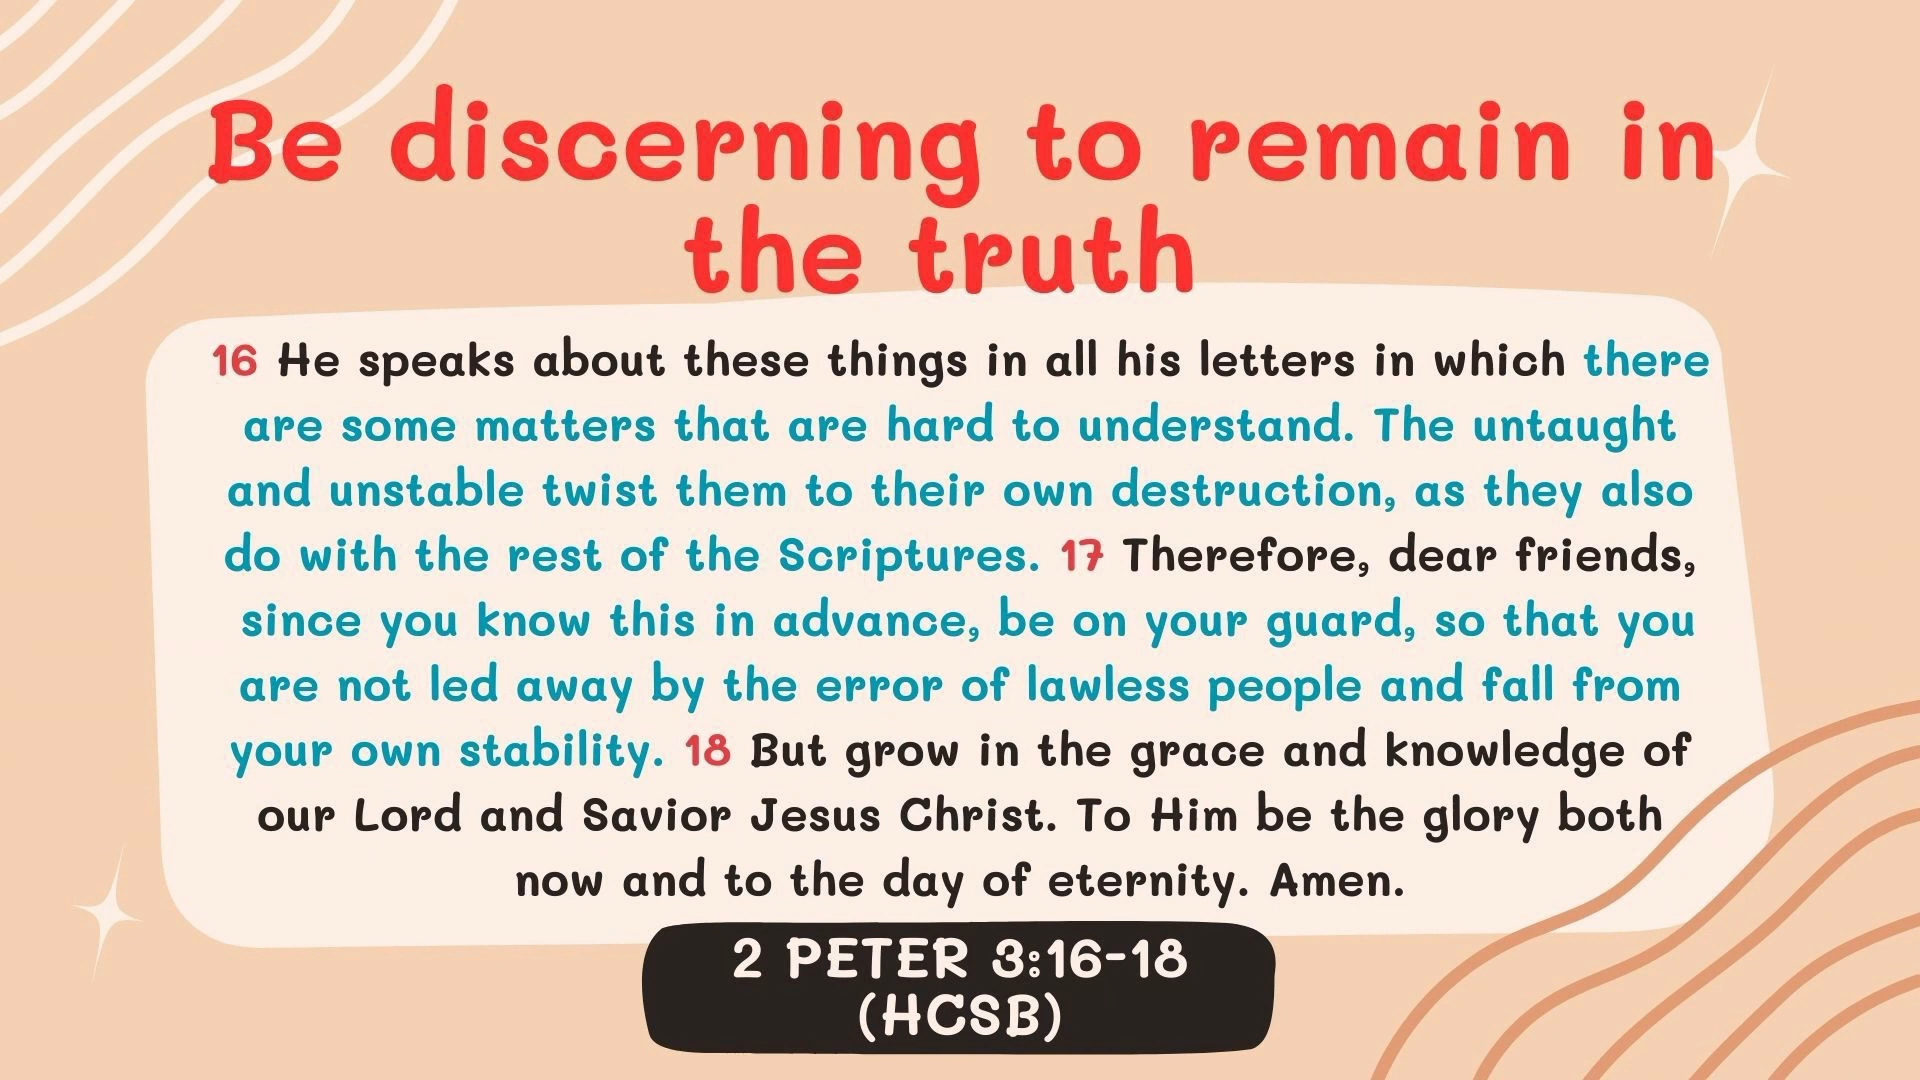 Be discerning to remain in
the truth
16 He speaks about these things in all his letters in which there
are some matters that are hard to understand. The untaught
and unstable twist them to their own destruction, as they also
do with the rest of the Scriptures. 17 Therefore, dear friends,
since you know this in advance, be on your guard, so that you
are not led away by the error of lawless people and fall from
your own stability. 18 But grow in the grace and knowledge of
our Lord and Savior Jesus Christ. To Him be the glory both
now and to the day of eternity. Amen.
2 PETER 3:16-18
(HCSB)